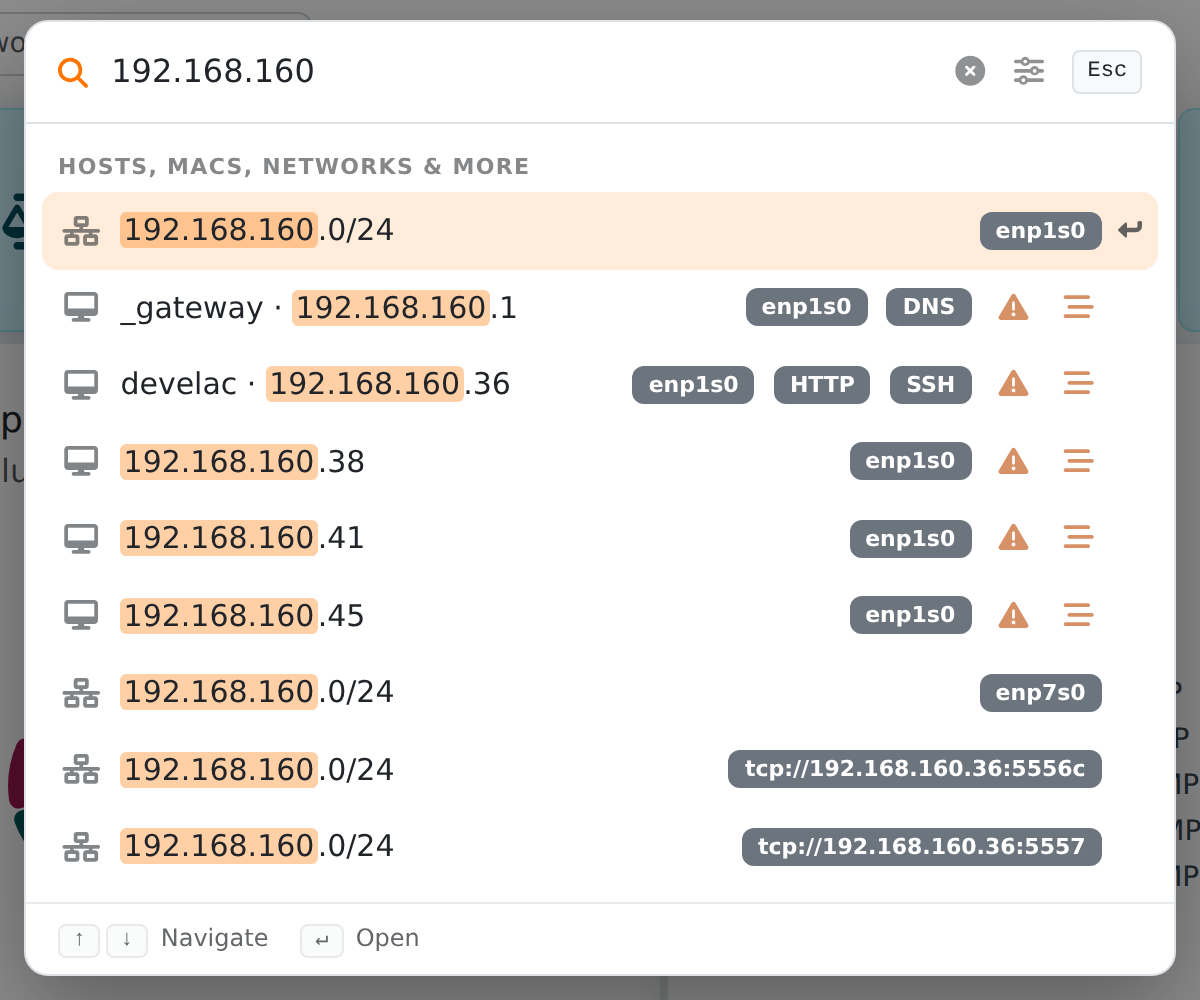 192.168.160
Esc
HOSTS, MACS, NETWORKS & MORE
192.168.160.0/24 enp1s0
_gateway · 192.168.160.1 enp1s0 DNS
develac · 192.168.160.36 enp1s0 HTTP SSH
192.168.160.38 enp1s0
192.168.160.41 enp1s0
192.168.160.45 enp1s0
192.168.160.0/24 enp7s0
192.168.160.0/24 tcp://192.168.160.36:5556c
192.168.160.0/24 tcp://192.168.160.36:5557
↑ ↓ Navigate ↵ Open